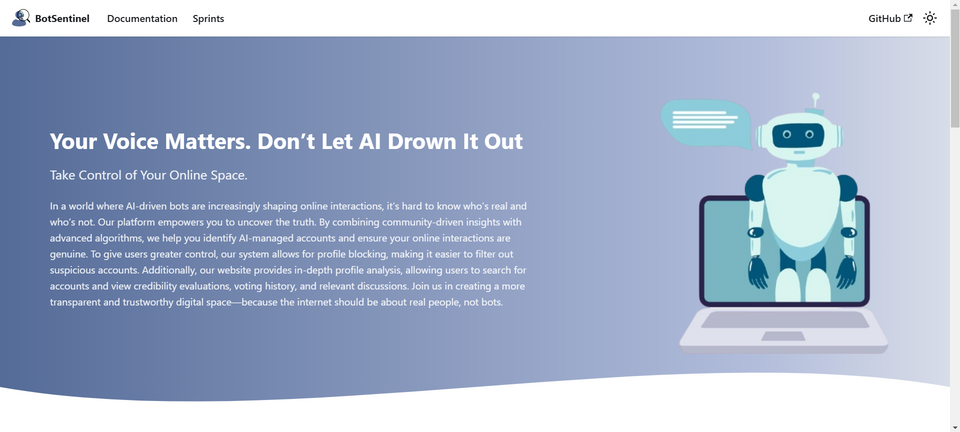 BotSentinel Documentation Sprints GitHub
Your Voice Matters. Don’t Let AI Drown It Out
Take Control of Your Online Space.
In a world where AI-driven bots are increasingly shaping online interactions, it's hard to know who's real and
who's not. Our platform empowers you to uncover the truth. By combining community-driven insights with
advanced algorithms, we help you identify AI-managed accounts and ensure your online interactions are
genuine. To give users greater control, our system allows for profile blocking, making it easier to filter out
suspicious accounts. Additionally, our website provides in-depth profile analysis, allowing users to search for
accounts and view credibility evaluations, voting history, and relevant discussions. Join us in creating a more
transparent and trustworthy digital space—because the internet should be about real people, not bots.